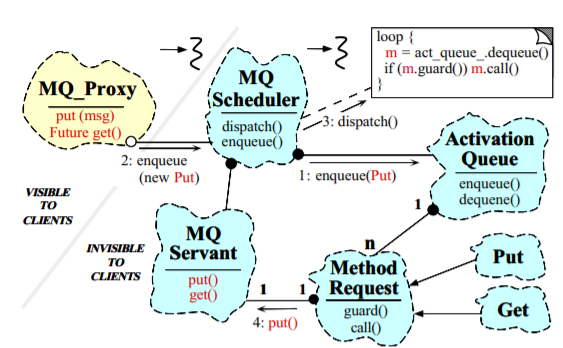 loop {
m = act_queue_.dequeue()
if (m.guard()) m.call()
}
MQ_Proxy
put (msg)
Future get()
MQ
Scheduler
dispatch()
enqueue()
3: dispatch()
2: enqueue
(new Put)
1: enqueue(Put)
Activation
Queue
enqueue()
dequene()
VISIBLE
TO
CLIENTS
INVISIBLE
TO
CLIENTS
MQ
Servant
put()
get()
1
n
1
1
4: put()
Method
Request
guard()
call()
Put
Get